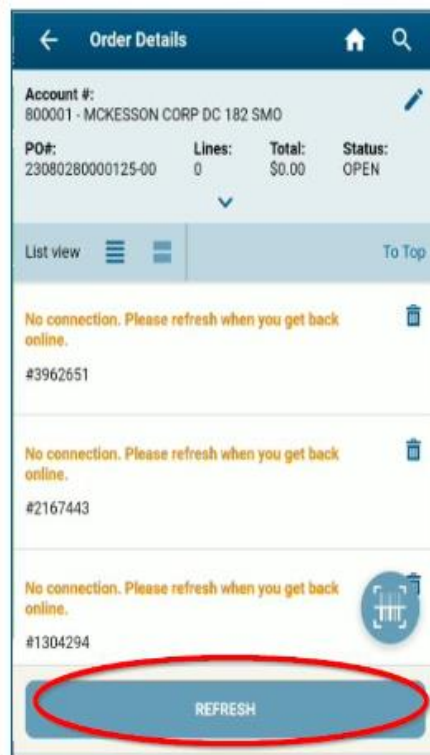 Order Details
Account #:
800001 - MCKESSON CORP DC 182 SMO
PO#: Lines: Total: Status:
23080280000125-00 0 $0.00 OPEN
List view To Top
No connection. Please refresh when you get back
online.
#3962651
No connection. Please refresh when you get back
online.
#2167443
No connection. Please refresh when you get back
online.
#1304294
REFRESH